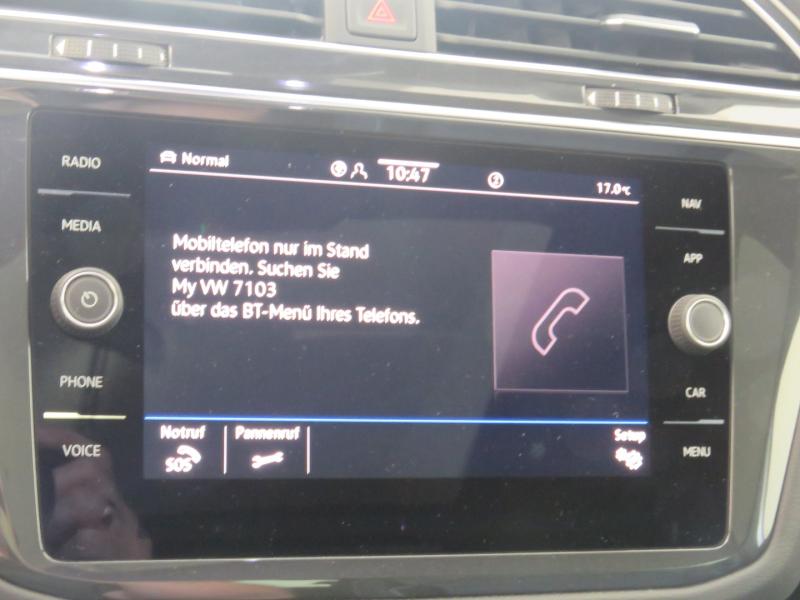 RADIO
MEDIA
PHONE
VOICE
Normal
10:47
17.0°C
Mobiltelefon nur im Stand
verbinden. Suchen Sie
My VW 7103
über das BT-Menü Ihres Telefons.
Notruf
SOS
Pannenruf
Setup
NAV
APP
CAR
MENU